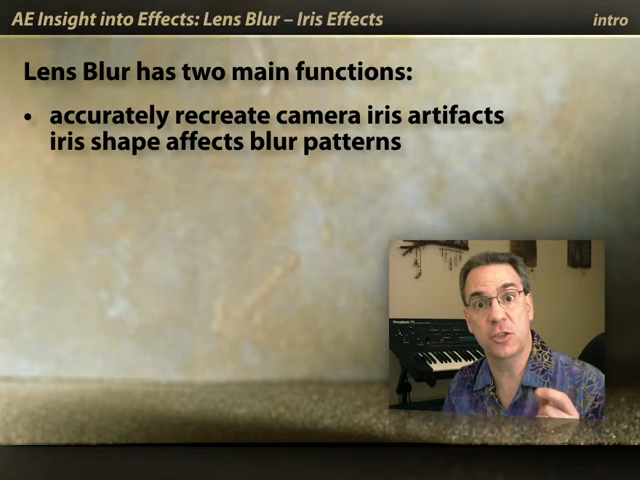 AE Insight into Effects: Lens Blur – Iris Effects
intro
Lens Blur has two main functions:
• accurately recreate camera iris artifacts
iris shape affects blur patterns